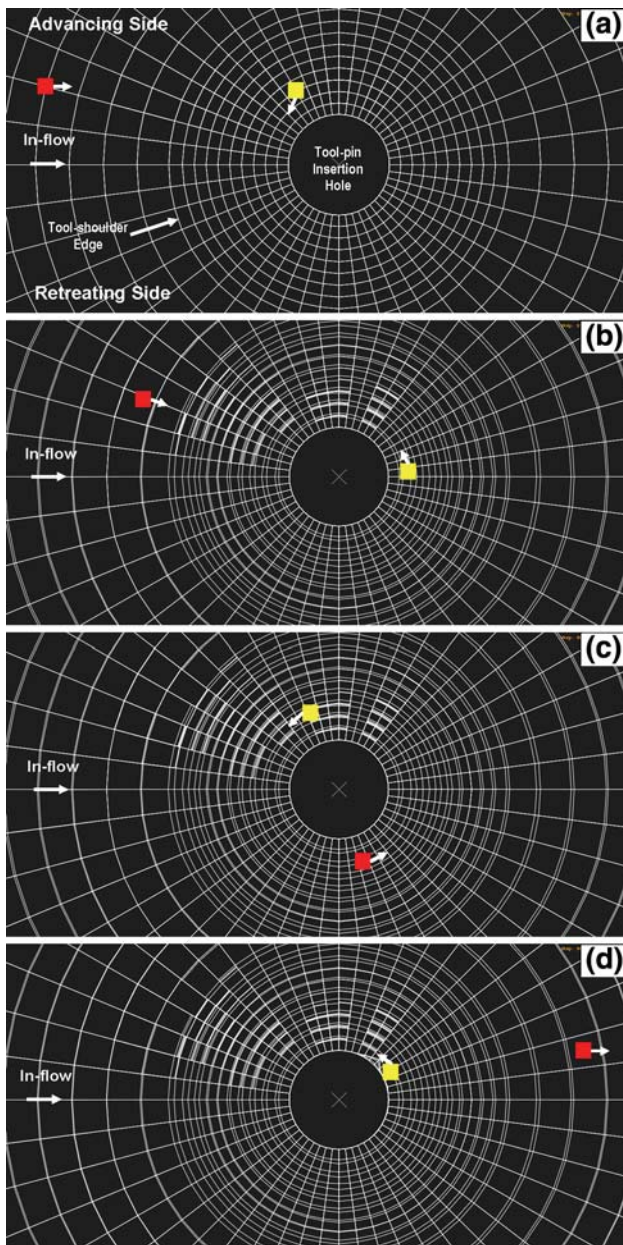 Advancing Side
(a)
In-flow
Tool-pin
Insertion
Hole
Tool-shoulder
Edge
Retreating Side
(b)
In-flow
(c)
In-flow
(d)
In-flow